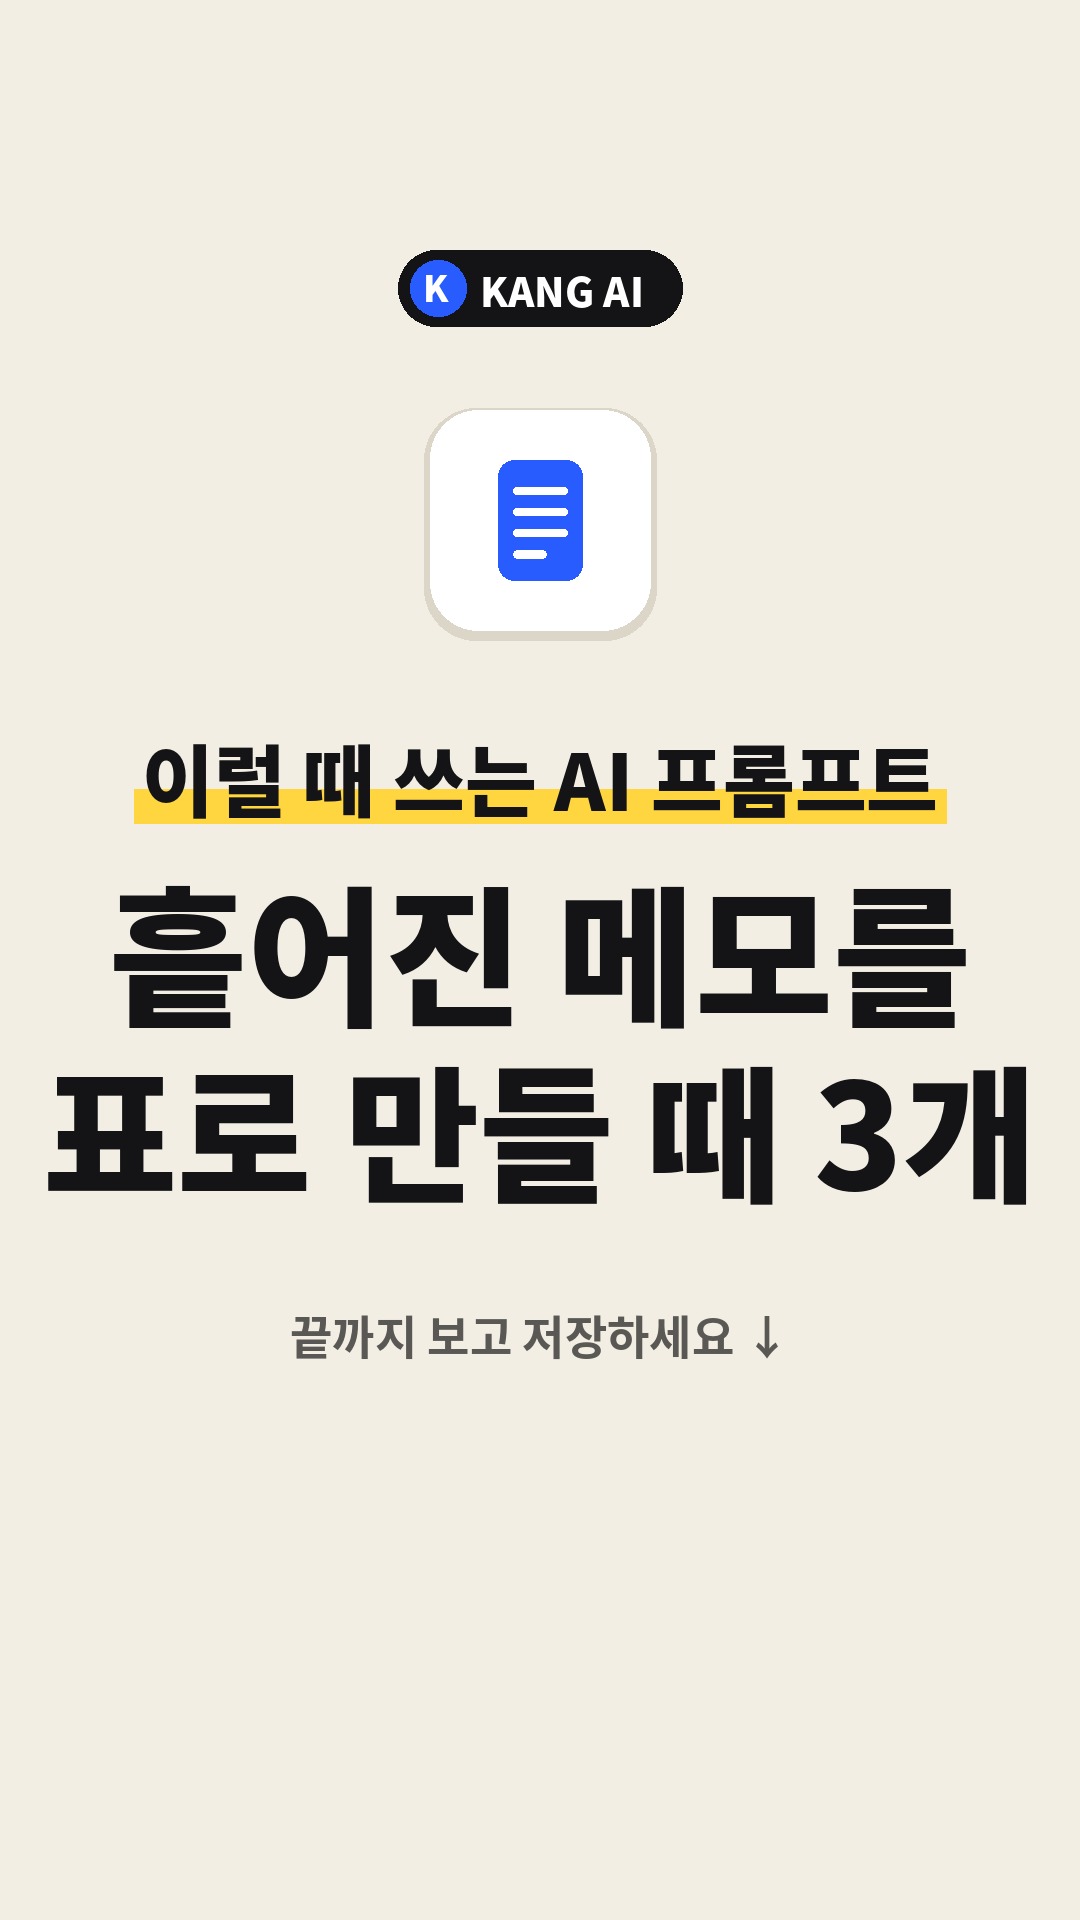 K KANG AI
이럴 때 쓰는 AI 프롬프트
흩어진 메모를
표로 만들 때 3개
끝까지 보고 저장하세요 ↓